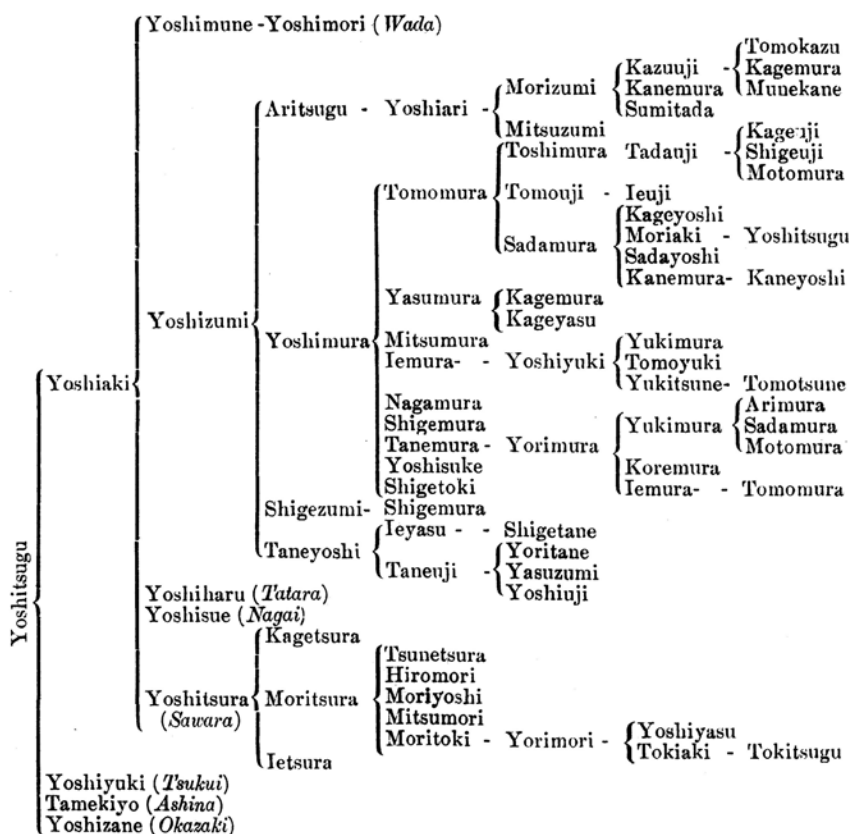 Yoshimune - Yoshimori (Wada)
Tomokazu
Kazuuji - Kagemura
Morizumi Kanemura Munekane
Aritsugu - Yoshiari - Sumitada
Mitsuzumi Kageuji
Toshimura Tadauji - Shigeuji
Motomura
Tomomura Tomouji - Ieuji
Kageyoshi
Sadamura Moriaki - Yoshitsugu
Sadayoshi
Kanemura- Kaneyoshi
Yasumura Kagemura
Yoshizumi Kageyasu
Yoshimura Mitsumura Yukimura
Iemura- - Yoshiyuki Tomoyuki
Yoshiaki Yukitsune- Tomotsune
Nagamura Arimura
Shigemura Yukimura Sadamura
Tanemura - Yorimura Motomura
Yoshisuke Koremura
Shigetoki Iemura- - Tomomura
Shigezumi- Shigemura
Ieyasu - - Shigetane
Taneyoshi Yoritane
Taneuji - Yasuzumi
Yoshiuji
Yoshitsugu
Yoshiharu (Tatara)
Yoshisue (Nagai)
Kagetsura
Tsunetsura
Hiromori
Yoshitsura Moritsura Moriyoshi
(Sawara) Mitsumori Yoshiyasu
Moritoki - Yorimori - Tokiaki - Tokitsugu
Ietsura
Yoshiyuki (Tsukui)
Tamekiyo (Ashina)
Yoshizane (Okazaki)